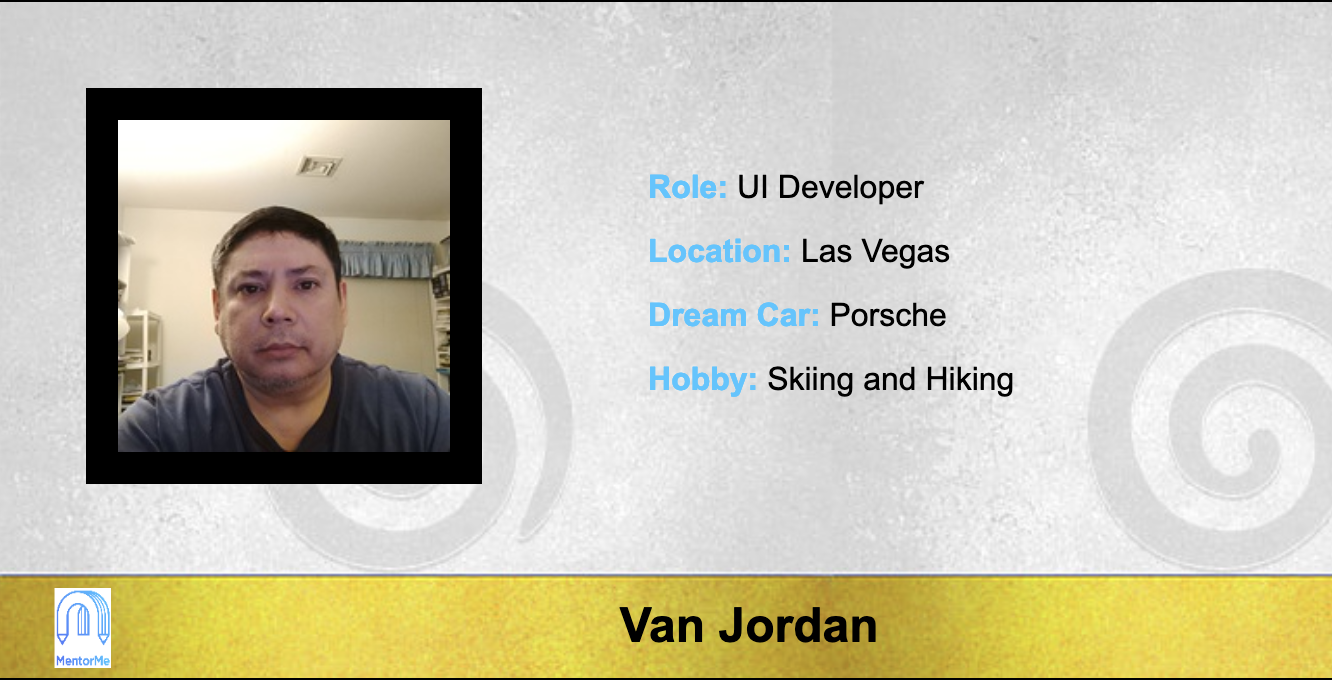 Role: UI Developer
Location: Las Vegas
Dream Car: Porsche
Hobby: Skiing and Hiking
Van Jordan
MentorMe